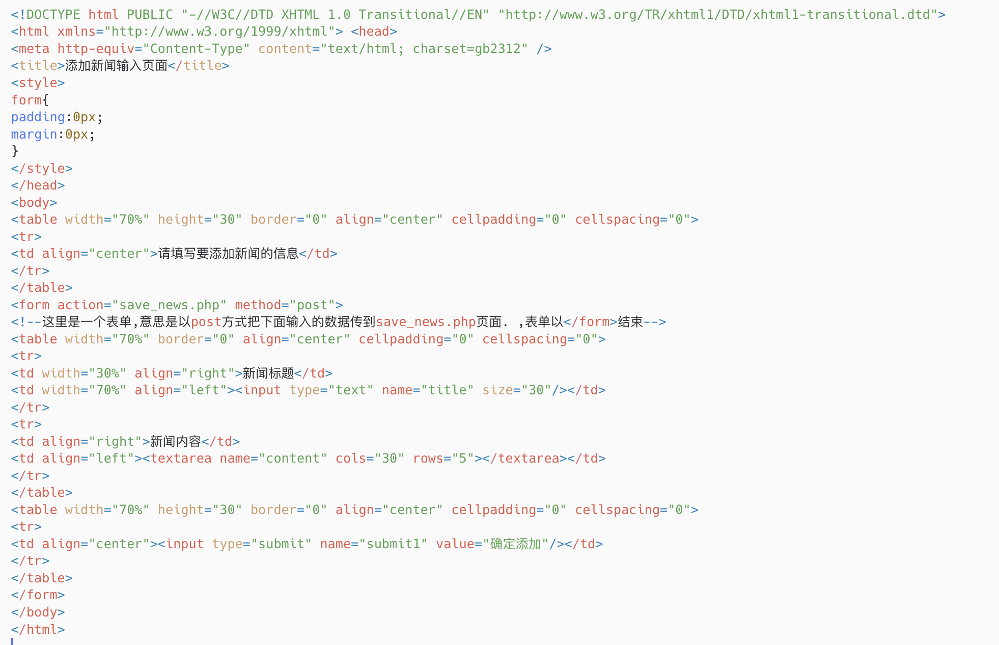 <!DOCTYPE html PUBLIC "-//W3C//DTD XHTML 1.0 Transitional//EN" "http://www.w3.org/TR/xhtml1/DTD/xhtml1-transitional.dtd">
<html xmlns="http://www.w3.org/1999/xhtml"> <head>
<meta http-equiv="Content-Type" content="text/html; charset=gb2312" />
<title>添加新闻输入页面</title>
<style>
form{
padding:0px;
margin:0px;
}
</style>
</head>
<body>
<table width="70%" height="30" border="0" align="center" cellpadding="0" cellspacing="0">
<tr>
<td align="center">请填写要添加新闻的信息</td>
</tr>
</table>
<form action="save_news.php" method="post">
<!--这里是一个表单,意思是以post方式把下面输入的数据传到save_news.php页面. ,表单以</form>结束-->
<table width="70%" border="0" align="center" cellpadding="0" cellspacing="0">
<tr>
<td width="30%" align="right">新闻标题</td>
<td width="70%" align="left"><input type="text" name="title" size="30"/></td>
</tr>
<tr>
<td align="right">新闻内容</td>
<td align="left"><textarea name="content" cols="30" rows="5"></textarea></td>
</tr>
</table>
<table width="70%" height="30" border="0" align="center" cellpadding="0" cellspacing="0">
<tr>
<td align="center"><input type="submit" name="submit1" value="确定添加"/></td>
</tr>
</table>
</form>
</body>
</html>